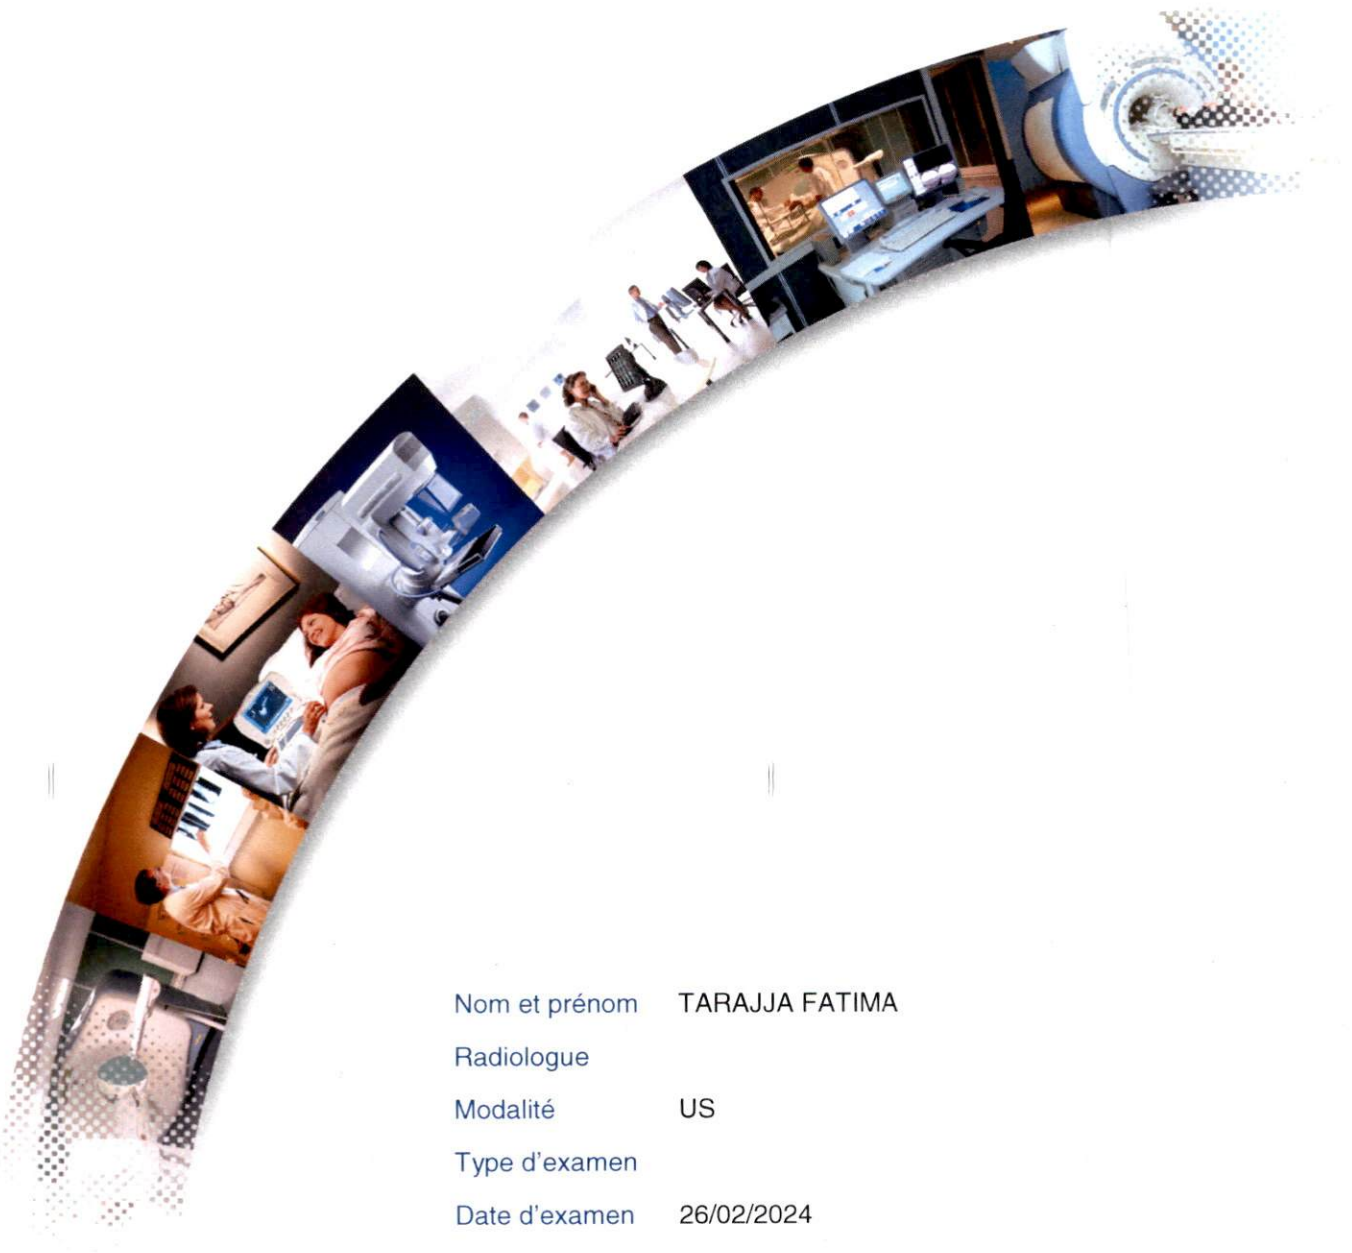 Nom et prénom TARAJJA FATIMA
Radiologue
Modalité US
Type d'examen
Date d'examen 26/02/2024